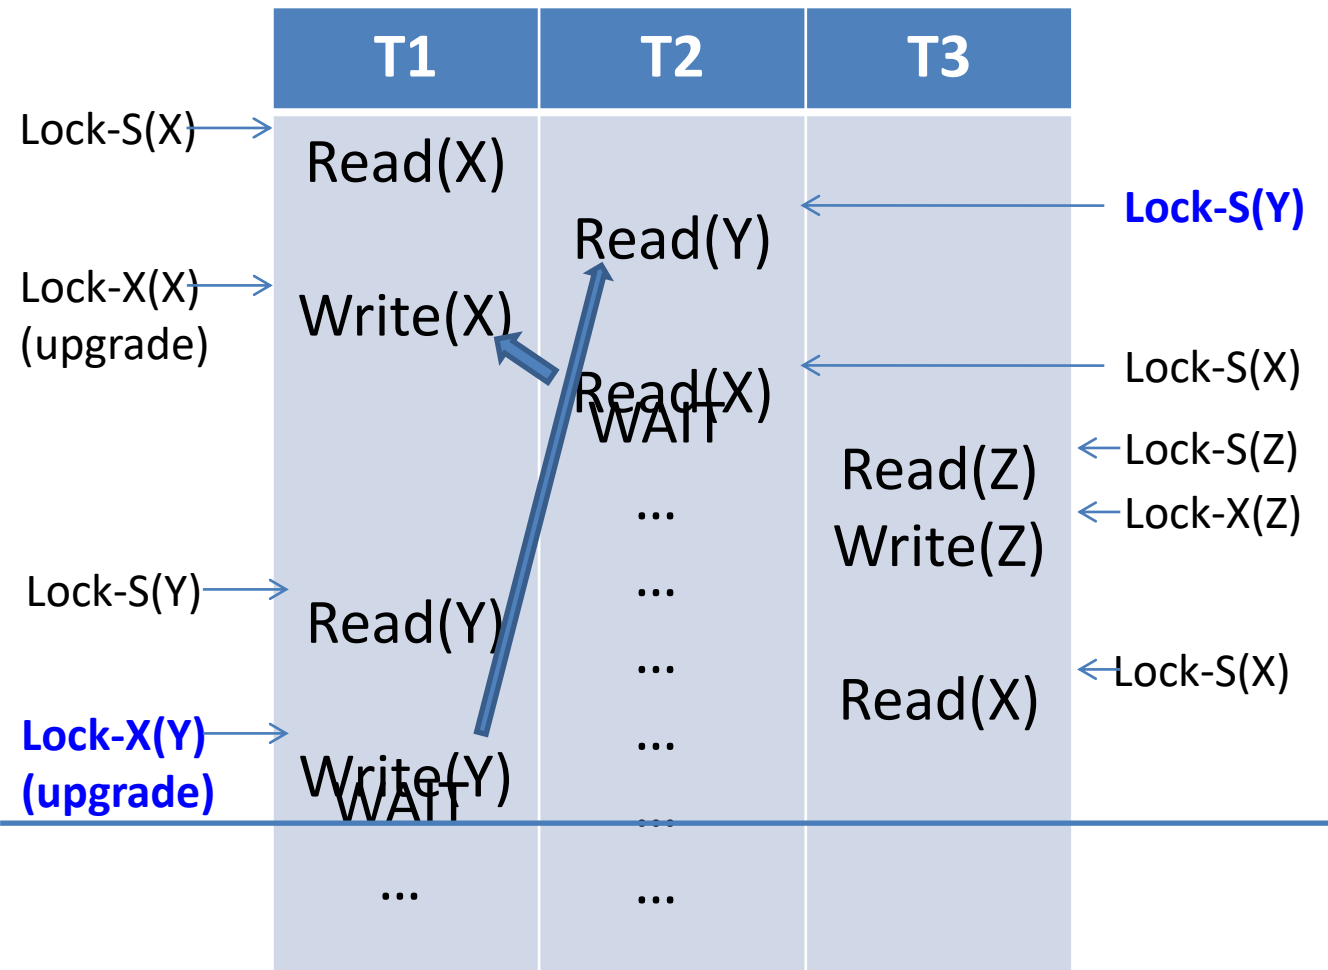 T1 T2 T3
Lock-S(X)
Read(X)
Lock-S(Y)
Read(Y)
Lock-X(X)
(upgrade)
Write(X)
Lock-S(X)
Read(X)
WAIT
Lock-S(Z)
Read(Z)
Lock-X(Z)
...
Write(Z)
Lock-S(Y)
...
Read(Y)
...
Lock-S(X)
Read(X)
Lock-X(Y)
(upgrade)
...
Write(Y)
WAIT
...
... ...